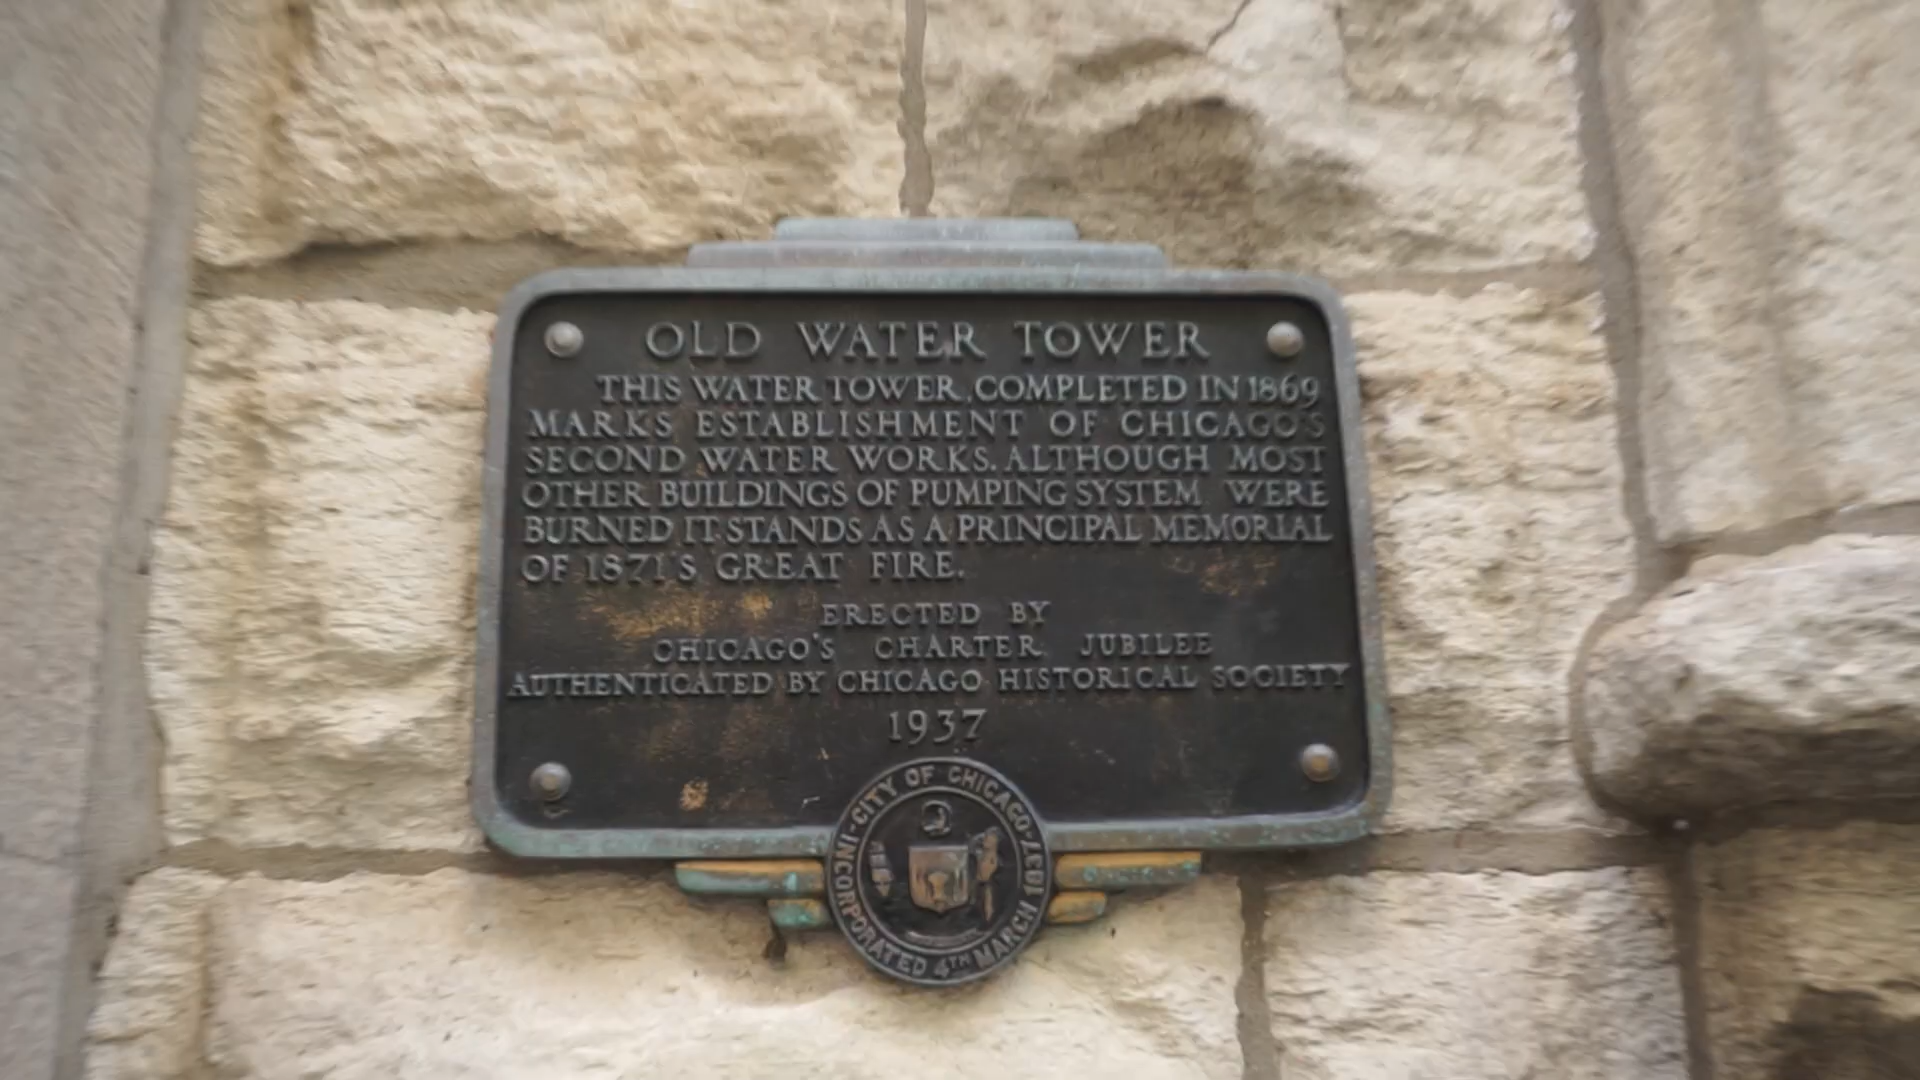 OLD WATER TOWER
THIS WATER TOWER, COMPLETED IN 1869
MARKS ESTABLISHMENT OF CHICAGO'S
SECOND WATER WORKS. ALTHOUGH MOST
OTHER BUILDINGS OF PUMPING SYSTEM WERE
BURNED IT STANDS AS A PRINCIPAL MEMORIAL
OF 1871'S GREAT FIRE.
ERECTED BY
CHICAGO'S CHARTER JUBILEE
AUTHENTICATED BY CHICAGO HISTORICAL SOCIETY
1937
CITY OF CHICAGO
INCORPORATED 4TH MARCH 1837